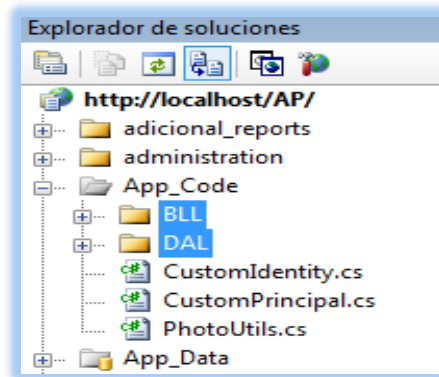 Explorador de soluciones
http://localhost/AP/
adicional_reports
administration
App_Code
BLL
DAL
CustomIdentity.cs
CustomPrincipal.cs
PhotoUtils.cs
App_Data